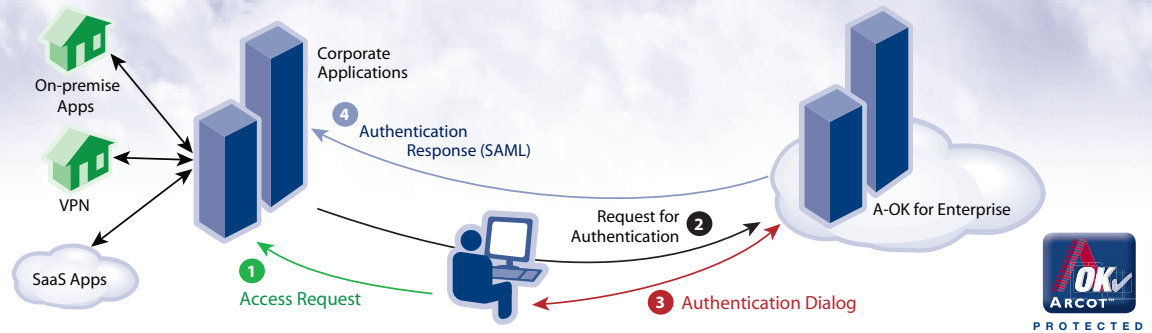 On-premise
Apps
VPN
SaaS Apps
Corporate
Applications
4
Authentication
Response (SAML)
Request for
Authentication
2
1
Access Request
3
Authentication Dialog
A-OK for Enterprise
A
OK
ARCOT™
PROTECTED